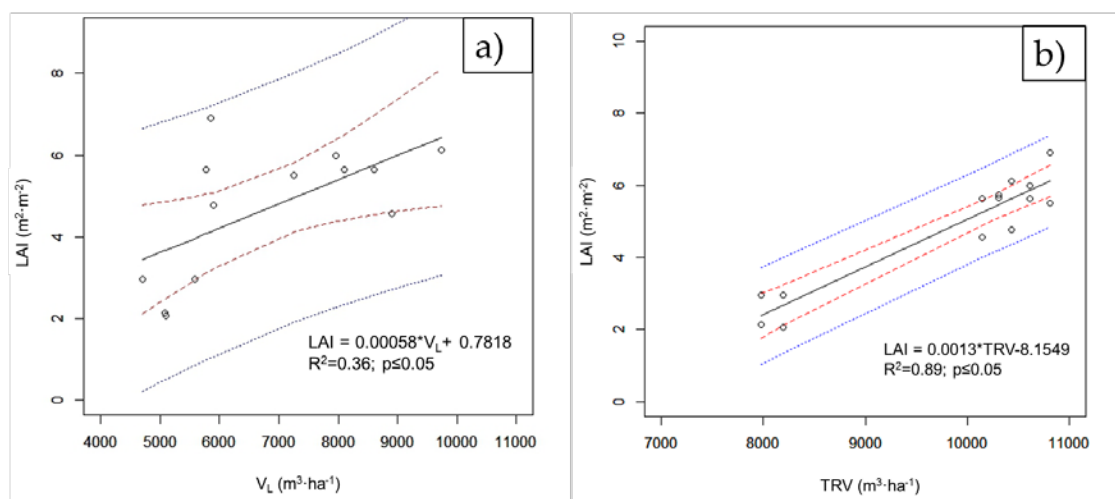 a)
8
6
4
2
0
LAI (m²·m⁻²)
LAI = 0.00058*V_L+ 0.7818
R²=0.36; p≤0.05
4000 5000 6000 7000 8000 9000 10000 11000
V_L (m³·ha⁻¹)
b)
10
8
6
4
2
0
LAI (m²·m⁻²)
LAI = 0.0013*TRV-8.1549
R²=0.89; p≤0.05
7000 8000 9000 10000 11000
TRV (m³·ha⁻¹)